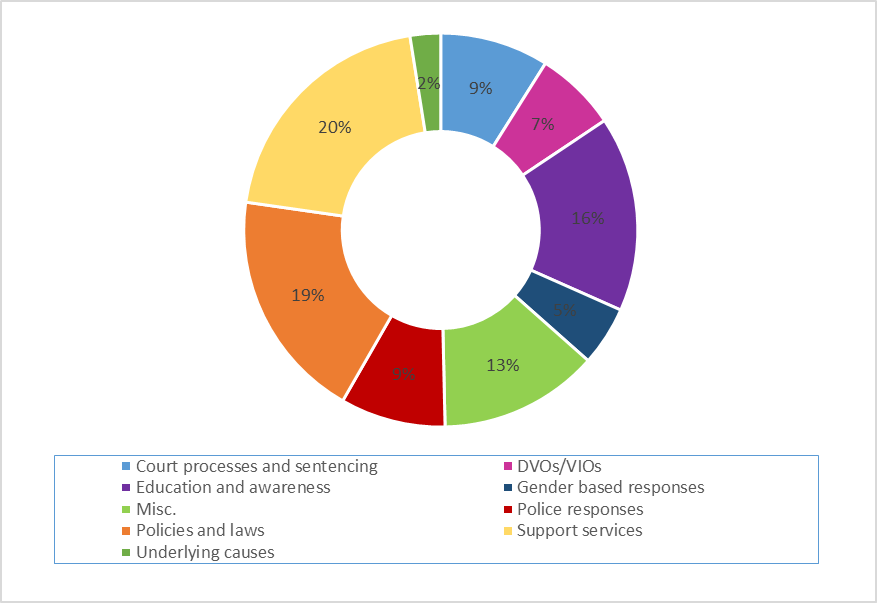 2%
9%
7%
20%
16%
19%
5%
13%
9%
Court processes and sentencing
DVOs/VIOs
Education and awareness
Gender based responses
Misc.
Police responses
Policies and laws
Support services
Underlying causes